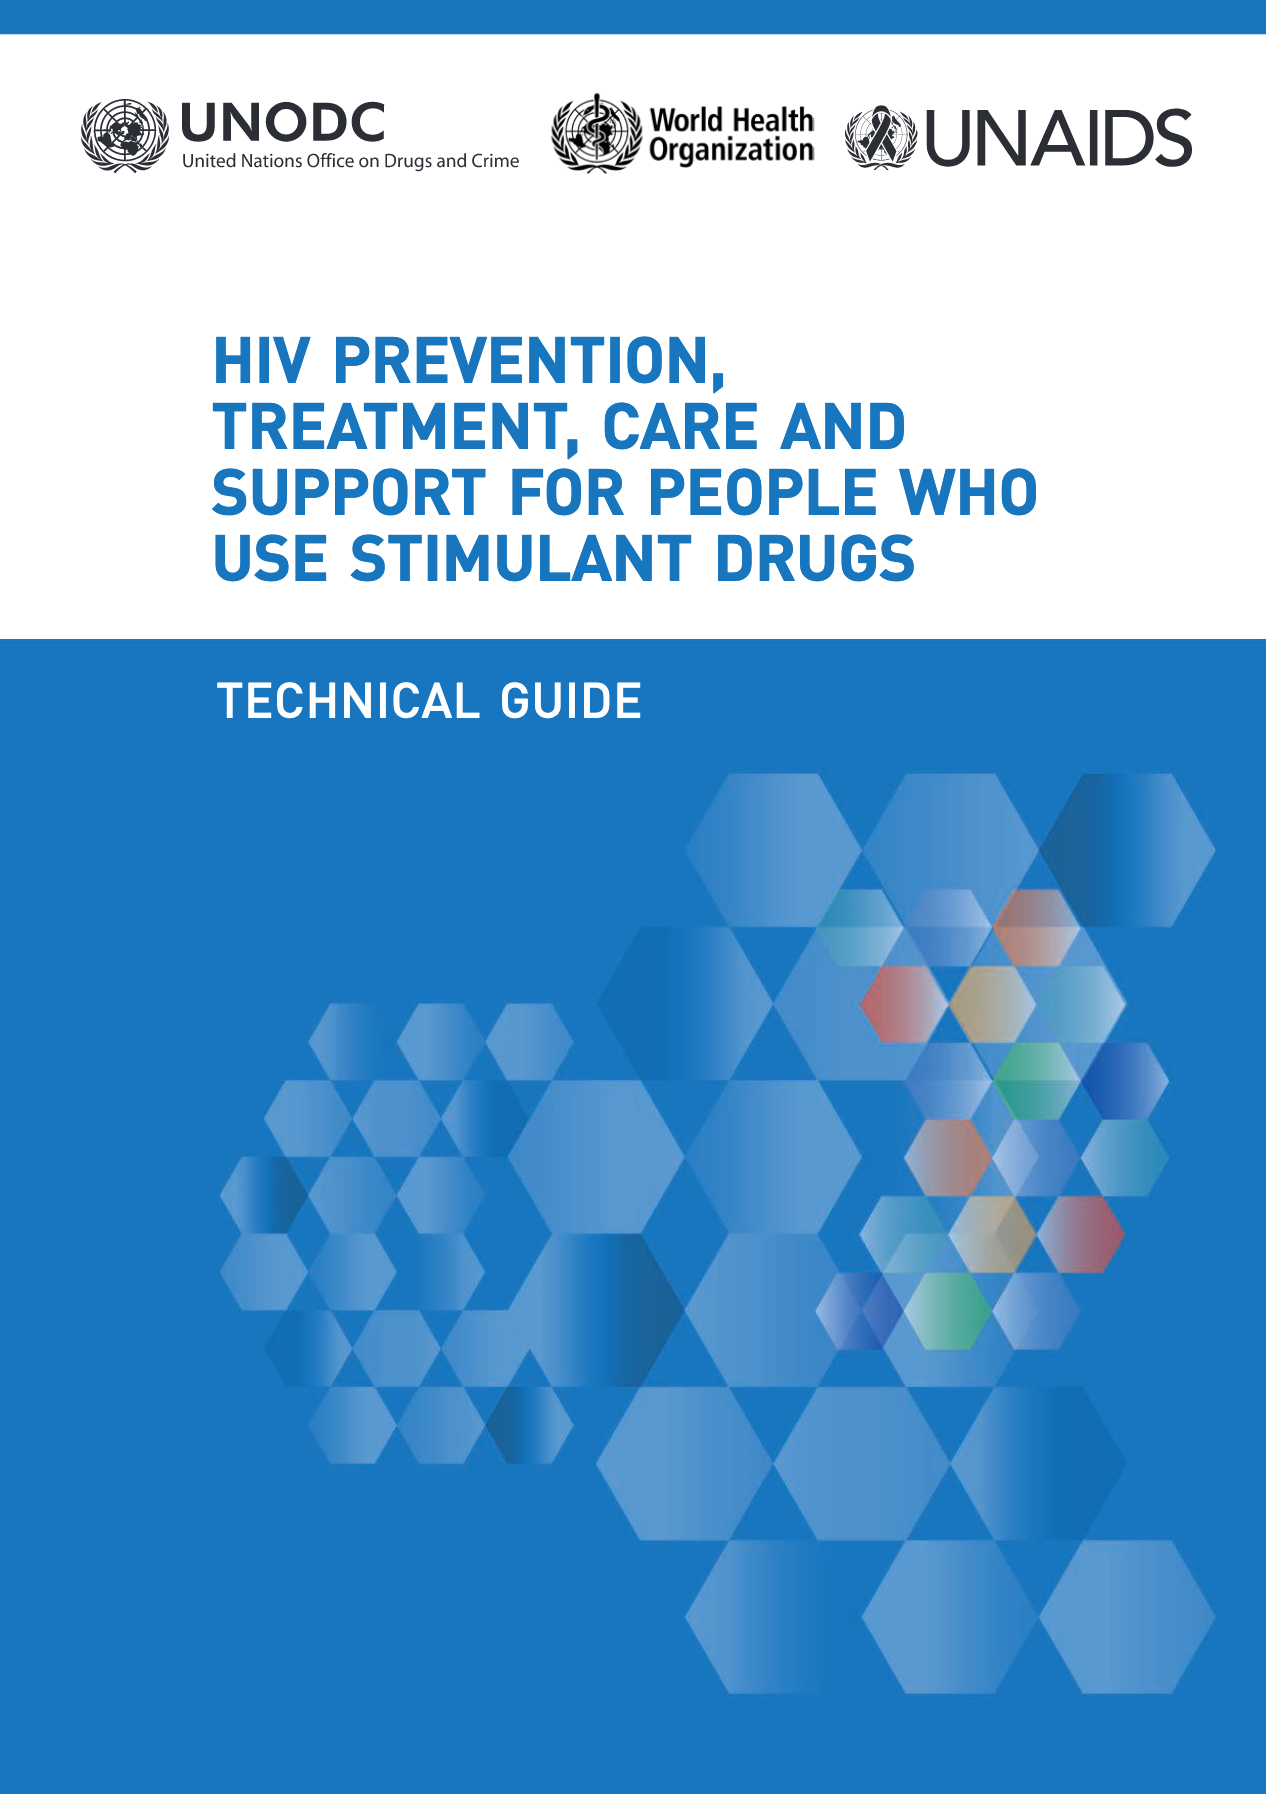 UNODC
United Nations Office on Drugs and Crime
World Health
Organization
UNAIDS
HIV PREVENTION,
TREATMENT, CARE AND
SUPPORT FOR PEOPLE WHO
USE STIMULANT DRUGS
TECHNICAL GUIDE